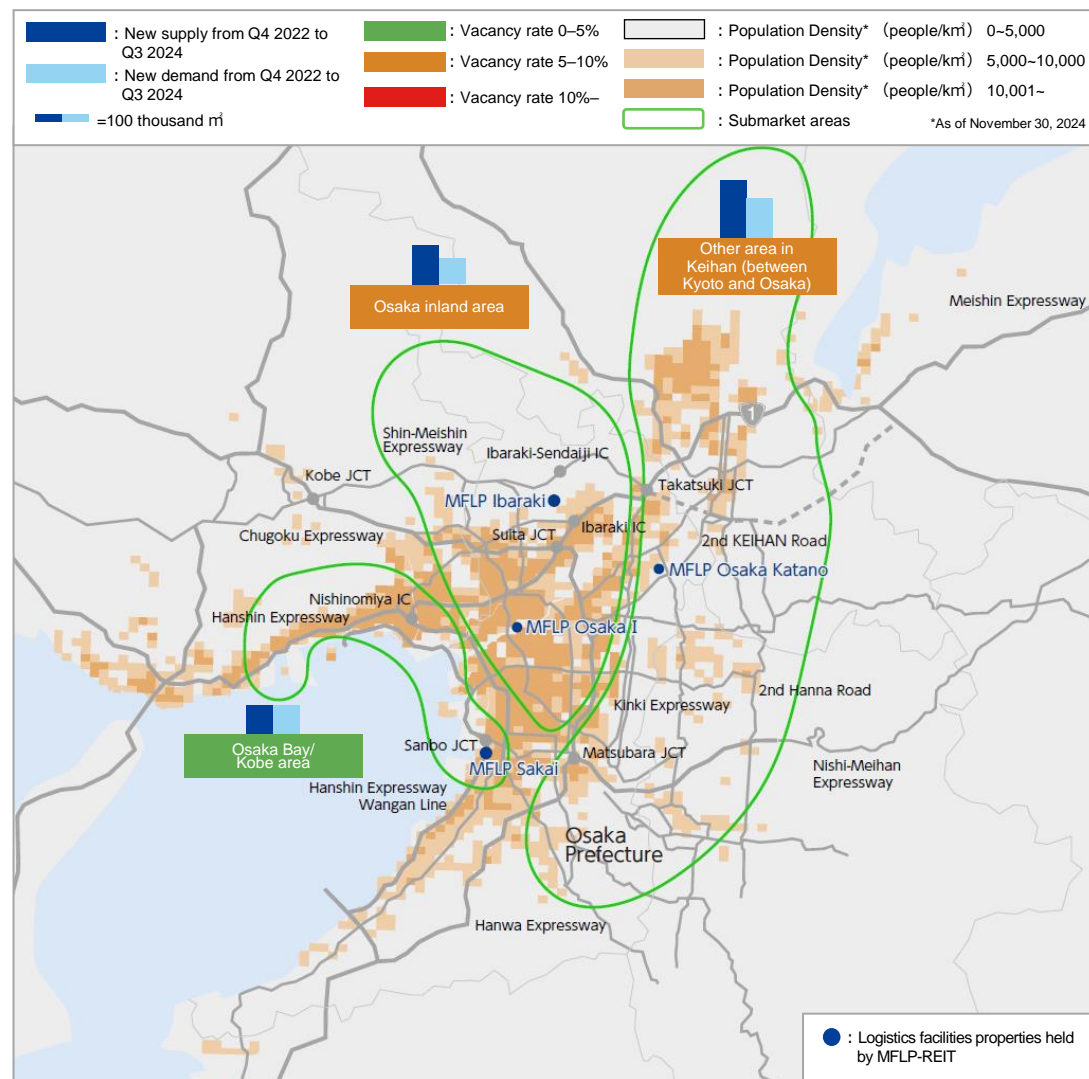 : New supply from Q4 2022 to
Q3 2024
: New demand from Q4 2022 to
Q3 2024
=100 thousand ㎡
: Vacancy rate 0–5%
: Vacancy rate 5–10%
: Vacancy rate 10%–
: Population Density* (people/k㎡) 0~5,000
: Population Density* (people/k㎡) 5,000~10,000
: Population Density* (people/k㎡) 10,001~
: Submarket areas
*As of November 30, 2024
Other area in
Keihan (between
Kyoto and Osaka)
Osaka inland area
Meishin Expressway
1
Shin-Meishin
Expressway
Ibaraki-Sendaiji IC
Kobe JCT
Takatsuki JCT
MFLP Ibaraki
Ibaraki IC
Chugoku Expressway
Suita JCT
2nd KEIHAN Road
MFLP Osaka Katano
Nishinomiya IC
Hanshin Expressway
MFLP Osaka I
2nd Hanna Road
Kinki Expressway
Osaka Bay/
Kobe area
Sanbo JCT
Matsubara JCT
MFLP Sakai
Nishi-Meihan
Expressway
Hanshin Expressway
Wangan Line
Osaka
Prefecture
Hanwa Expressway
: Logistics facilities properties held
by MFLP-REIT